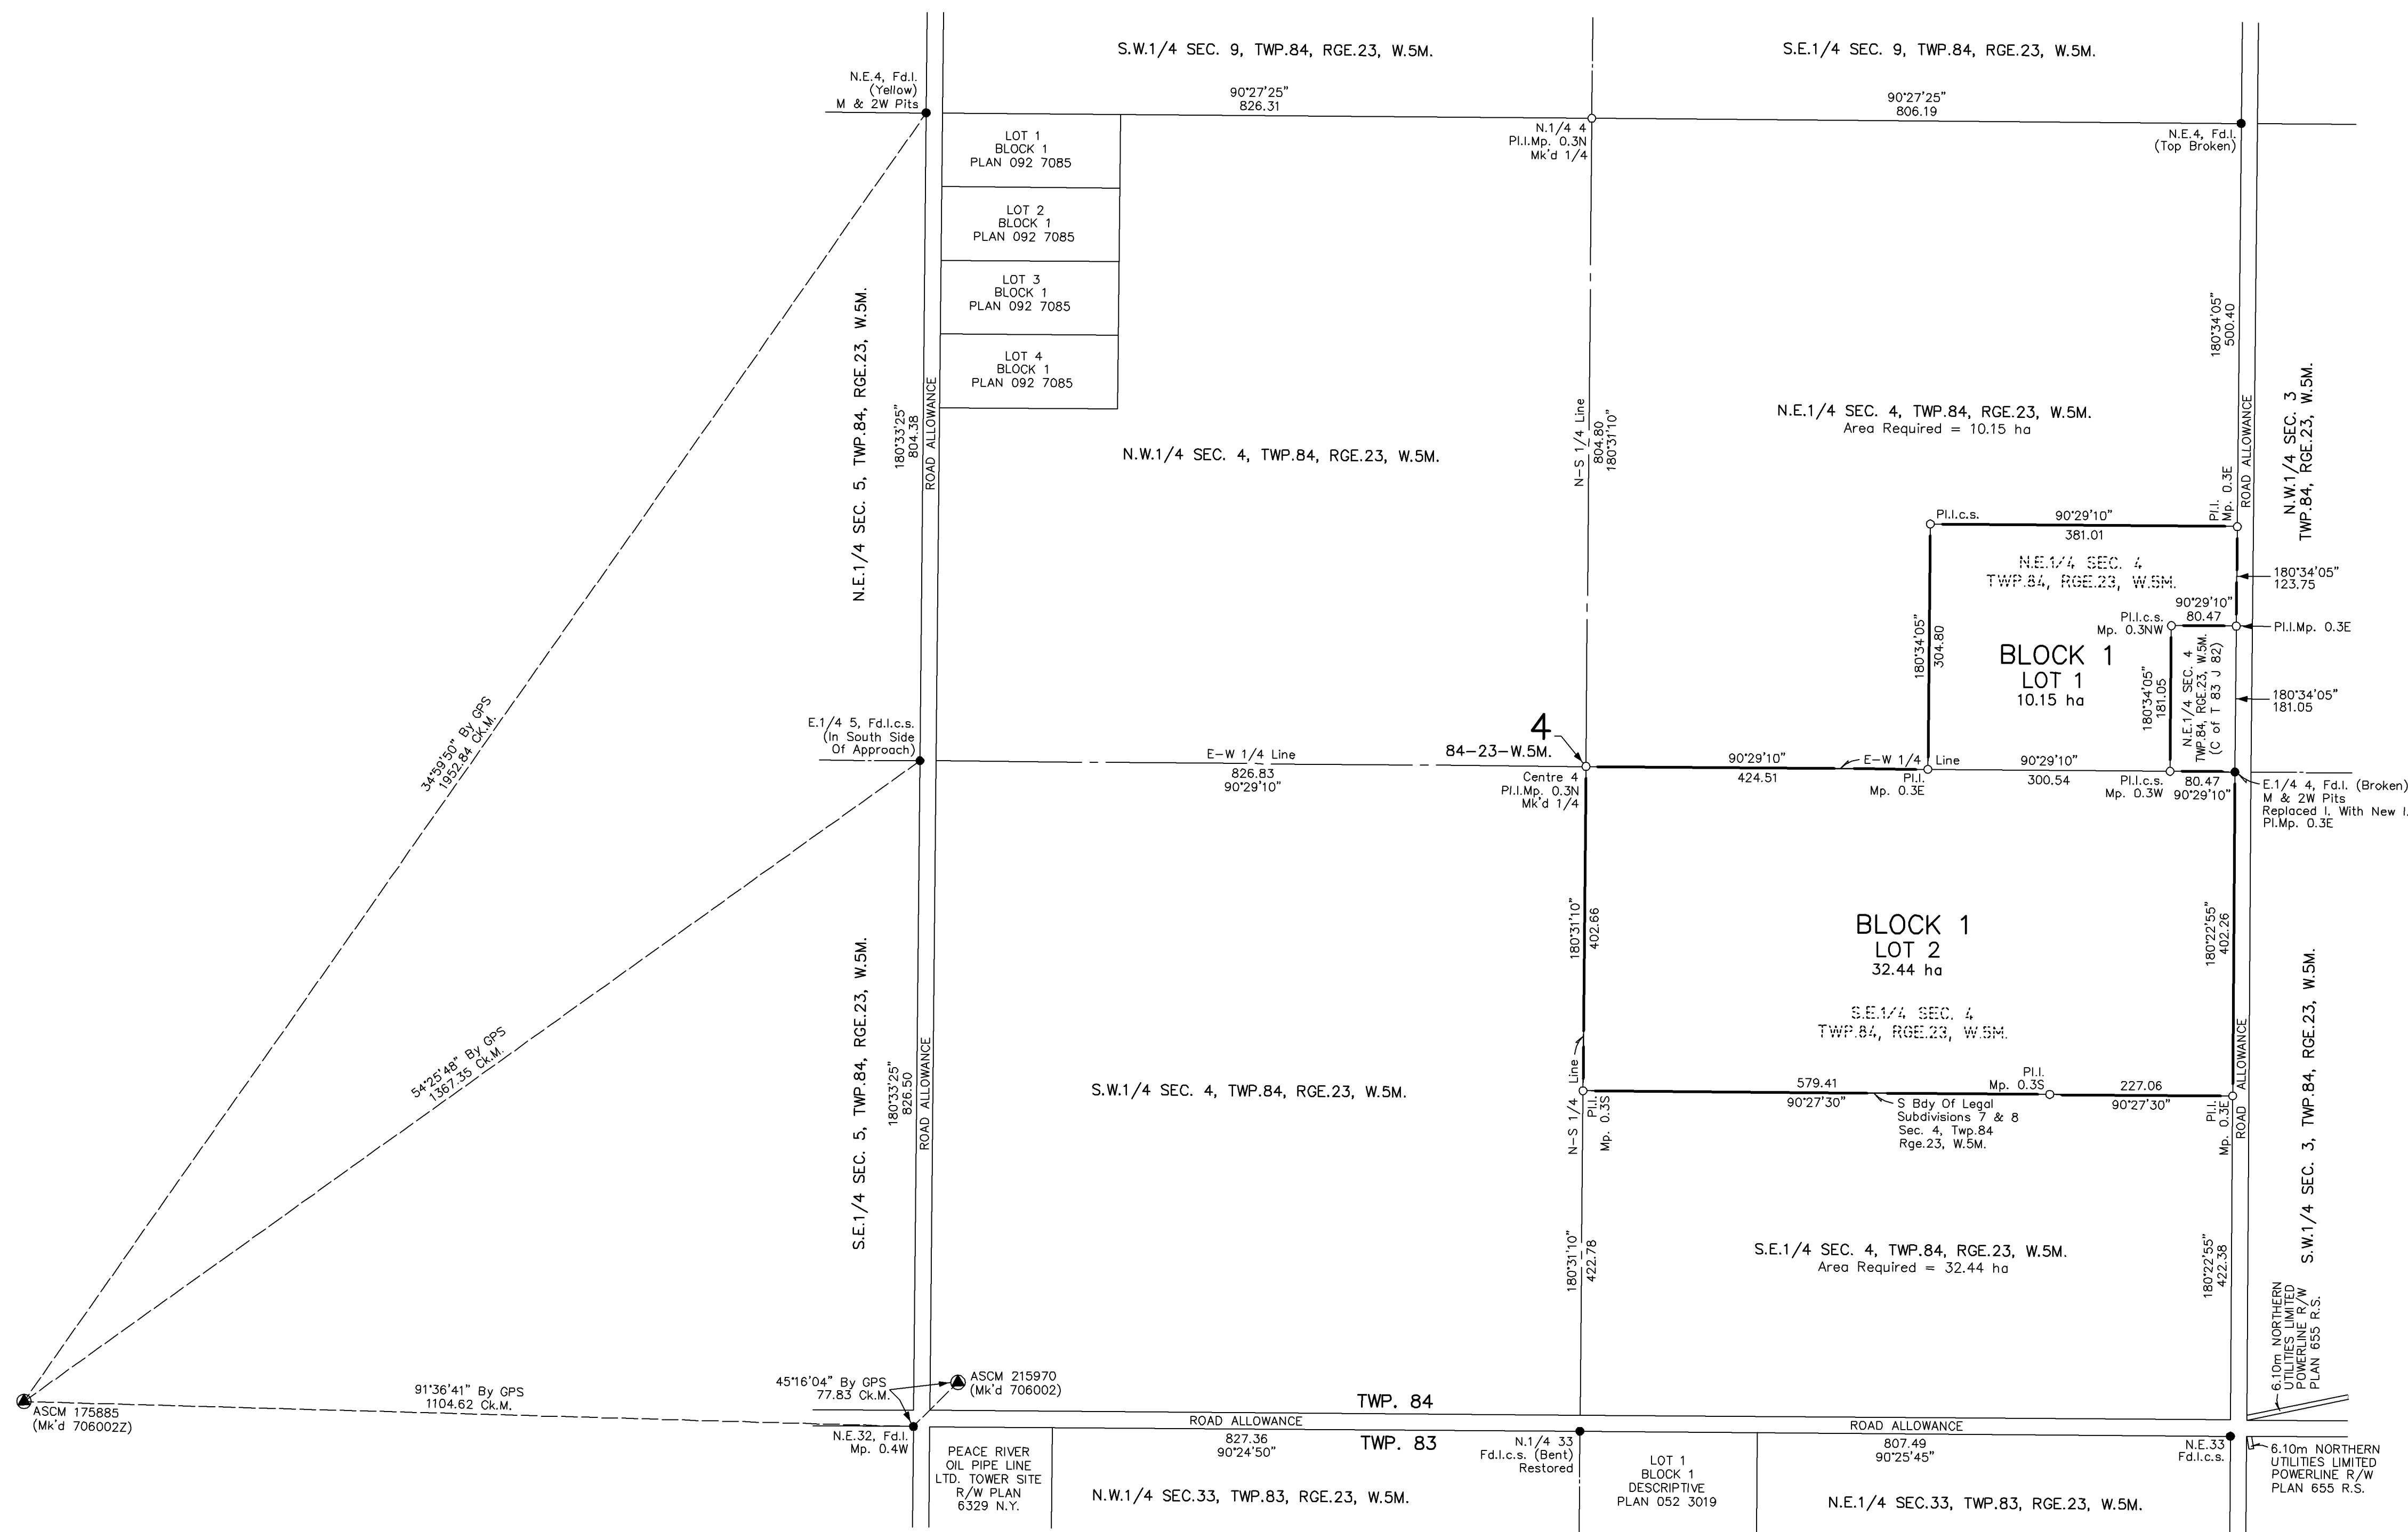 S.W.1/4 SEC. 9, TWP.84, RGE.23, W.5M.
S.E.1/4 SEC. 9, TWP.84, RGE.23, W.5M.
N.E.4, Fd.I.
(Yellow)
M & 2W Pits
90°27'25"
826.31
90°27'25"
806.19
N.1/4 4
Pl.I.Mp. 0.3N
Mk'd 1/4
N.E.4, Fd.I.
(Top Broken)
LOT 1
BLOCK 1
PLAN 092 7085
LOT 2
BLOCK 1
PLAN 092 7085
LOT 3
BLOCK 1
PLAN 092 7085
LOT 4
BLOCK 1
PLAN 092 7085
N.E.1/4 SEC. 5, TWP.84, RGE.23, W.5M.
180°33'25"
804.38
ROAD ALLOWANCE
N.W.1/4 SEC. 4, TWP.84, RGE.23, W.5M.
N-S 1/4 Line
804.80
180°31'10"
N.E.1/4 SEC. 4, TWP.84, RGE.23, W.5M.
Area Required = 10.15 ha
180°34'05"
500.40
ROAD ALLOWANCE
N.W.1/4 SEC. 3
TWP.84, RGE.23, W.5M.
Pl.I.c.s.
90°29'10"
381.01
Pl.I.
Mp. 0.3E
N.E.1/4 SEC. 4
TWP.84, RGE.23, W.5M.
180°34'05"
123.75
90°29'10"
80.47
Pl.I.c.s.
Mp. 0.3NW
Pl.I.Mp. 0.3E
180°34'05"
304.80
BLOCK 1
LOT 1
10.15 ha
180°34'05"
181.05
N.E.1/4 SEC. 4
TWP.84, RGE.23, W.5M.
(C of T 83 J 82)
180°34'05"
181.05
34°59'50" By GPS
1952.84 CK.M.
E.1/4 5, Fd.I.c.s.
(In South Side
Of Approach)
E-W 1/4 Line
826.83
90°29'10"
4
84-23-W.5M.
Centre 4
Pl.I.Mp. 0.3N
Mk'd 1/4
90°29'10"
424.51
E-W 1/4 Line
Pl.I.
Mp. 0.3E
90°29'10"
300.54
Pl.I.c.s.
Mp. 0.3W
80.47
90°29'10"
E.1/4 4, Fd.I. (Broken)
M & 2W Pits
Replaced I. With New I.
Pl.Mp. 0.3E
54°25'48" By GPS
1367.35 Ck.M.
S.E.1/4 SEC. 5, TWP.84, RGE.23, W.5M.
180°33'25"
826.50
ROAD ALLOWANCE
S.W.1/4 SEC. 4, TWP.84, RGE.23, W.5M.
180°31'10"
402.66
BLOCK 1
LOT 2
32.44 ha
S.E.1/4 SEC. 4
TWP.84, RGE.23, W.5M.
180°22'55"
402.26
ROAD ALLOWANCE
S.W.1/4 SEC. 3, TWP.84, RGE.23, W.5M.
N-S 1/4 Line
Pl.I.
Mp. 0.3S
579.41
90°27'30"
Pl.I.
Mp. 0.3S
227.06
90°27'30"
S Bdy Of Legal
Subdivisions 7 & 8
Sec. 4, Twp.84
Rge.23, W.5M.
Pl.I.
Mp. 0.3E
180°31'10"
422.78
S.E.1/4 SEC. 4, TWP.84, RGE.23, W.5M.
Area Required = 32.44 ha
180°22'55"
422.38
6.10m NORTHERN
UTILITIES LIMITED
POWERLINE R/W
PLAN 655 R.S.
ASCM 175885
(Mk'd 706002Z)
91°36'41" By GPS
1104.62 Ck.M.
45°16'04" By GPS
77.83 Ck.M.
ASCM 215970
(Mk'd 706002)
N.E.32, Fd.I.
Mp. 0.4W
TWP. 84
ROAD ALLOWANCE
ROAD ALLOWANCE
TWP. 83
827.36
90°24'50"
N.1/4 33
Fd.I.c.s. (Bent)
Restored
807.49
90°25'45"
N.E.33
Fd.I.c.s.
PEACE RIVER
OIL PIPE LINE
LTD. TOWER SITE
R/W PLAN
6329 N.Y.
N.W.1/4 SEC.33, TWP.83, RGE.23, W.5M.
LOT 1
BLOCK 1
DESCRIPTIVE
PLAN 052 3019
N.E.1/4 SEC.33, TWP.83, RGE.23, W.5M.
6.10m NORTHERN
UTILITIES LIMITED
POWERLINE R/W
PLAN 655 R.S.